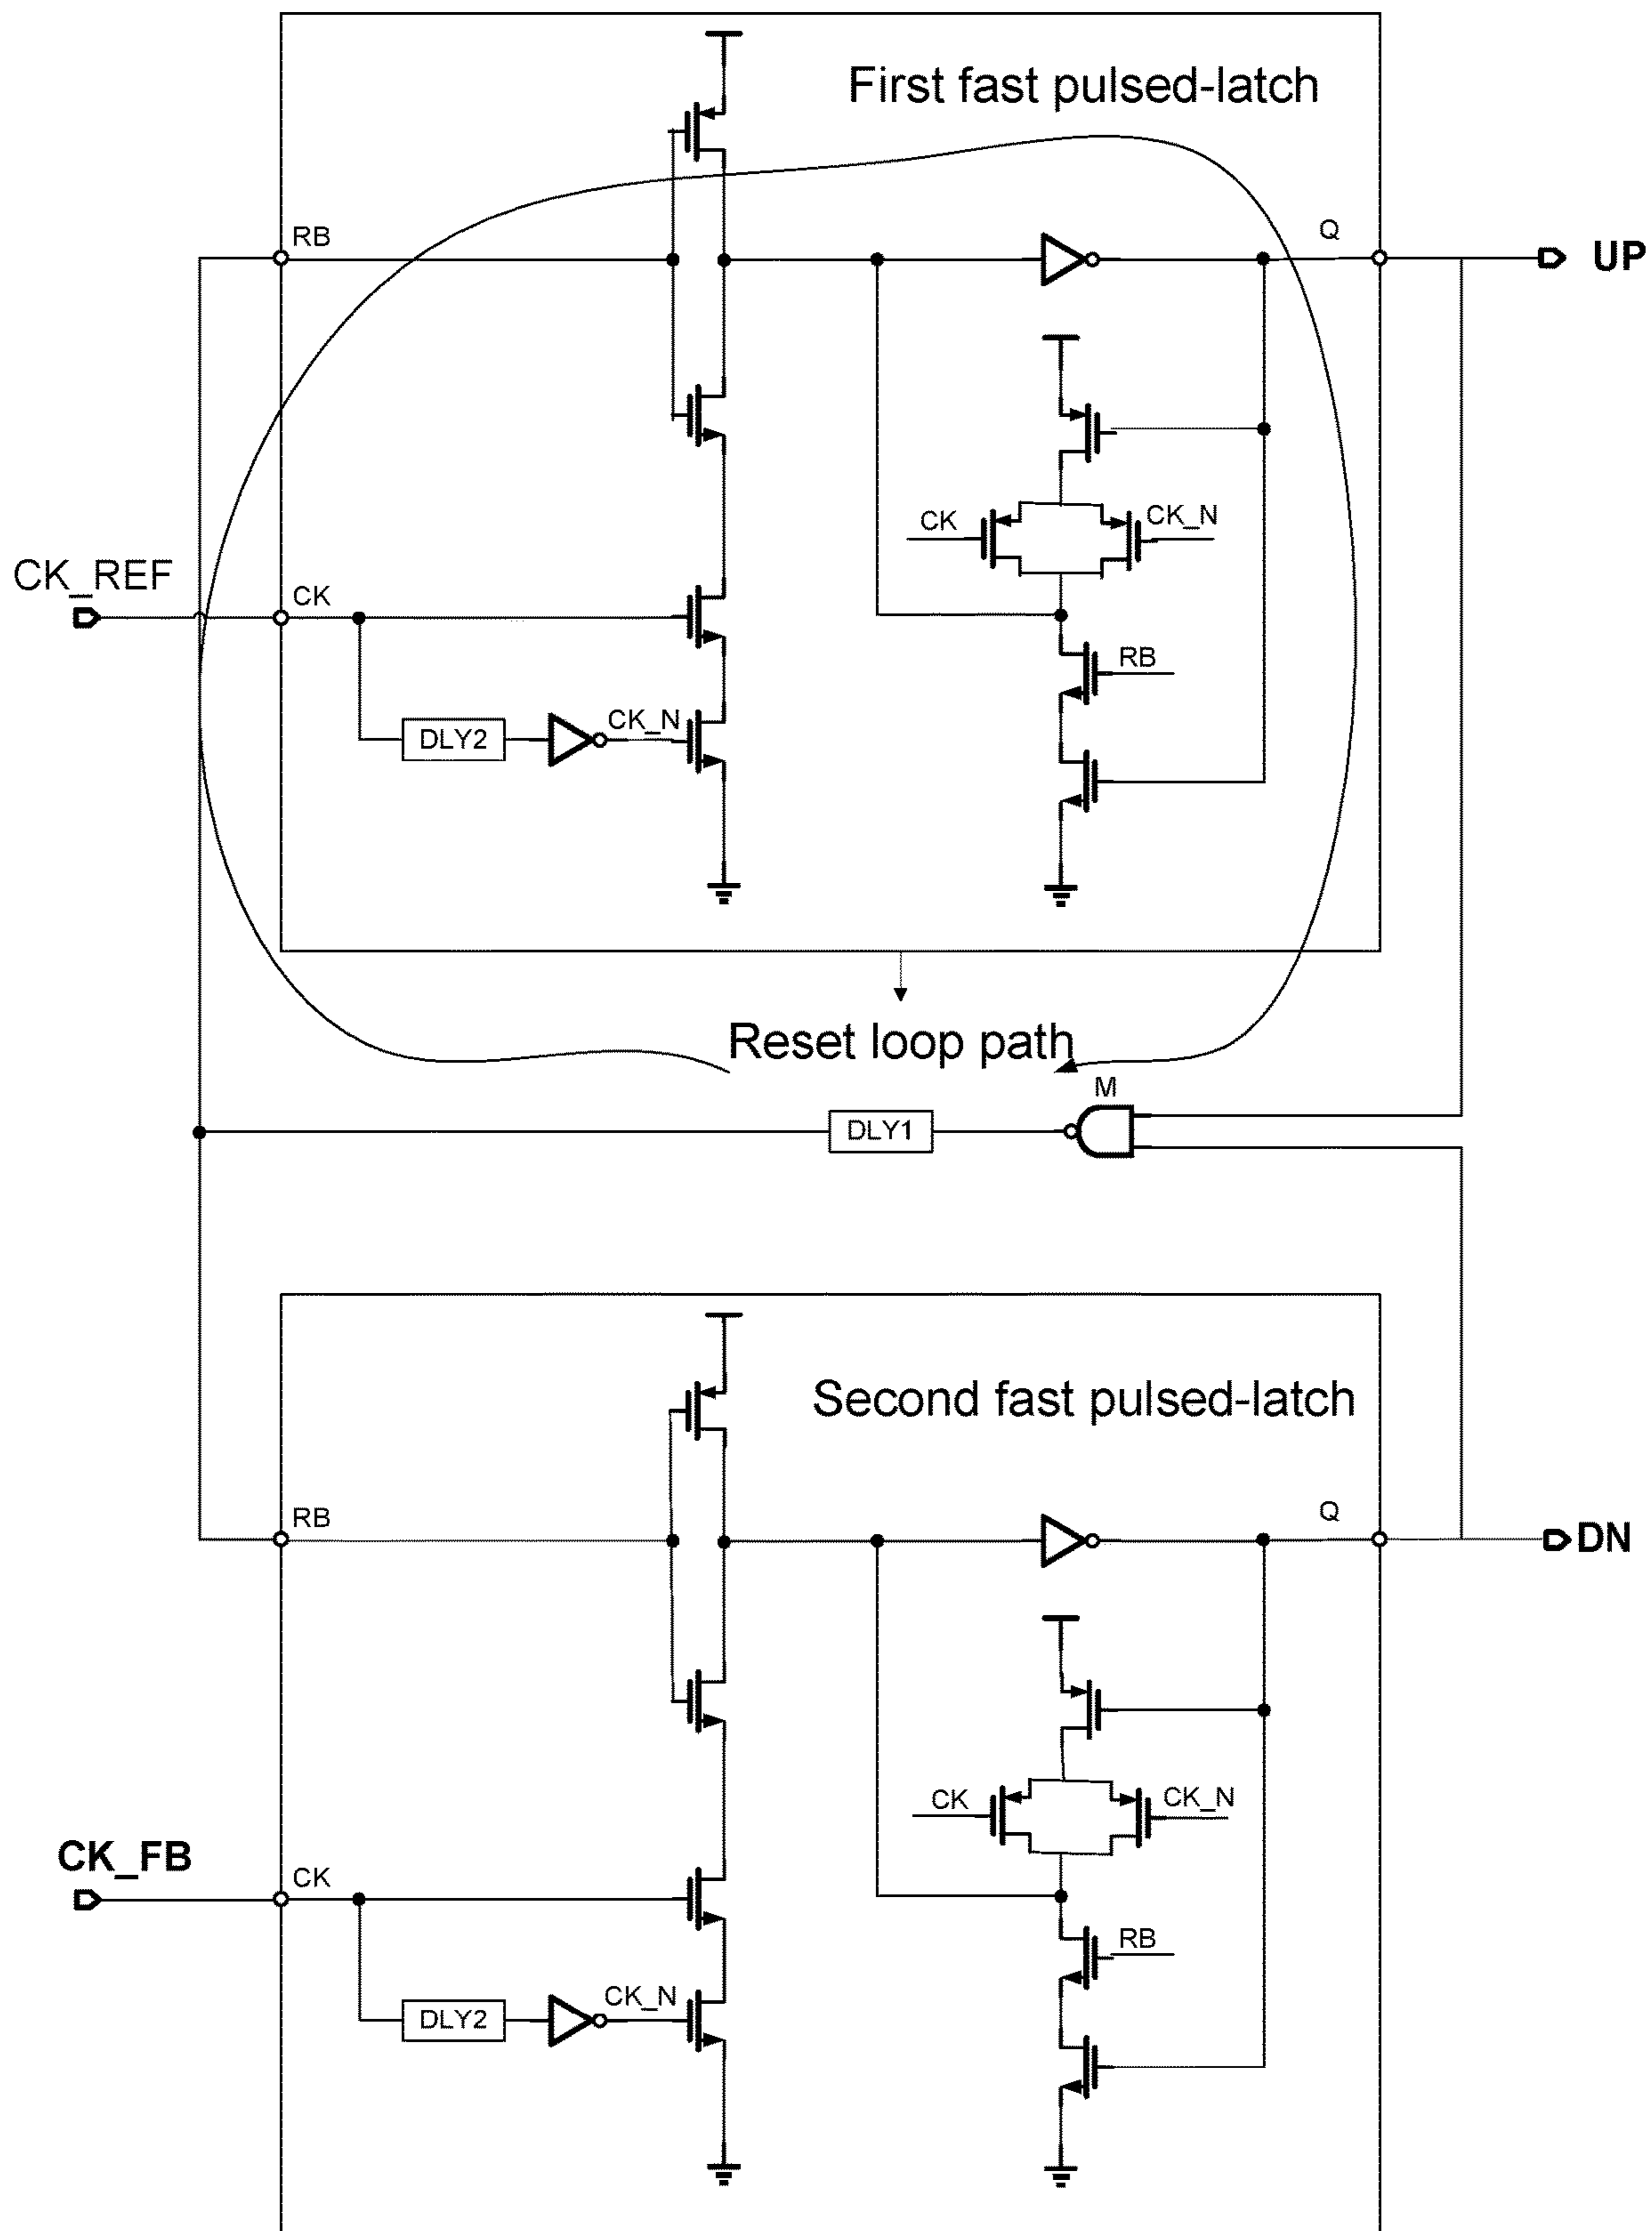 First fast pulsed-latch
RB
Q
UP
CK
CK_N
CK_REF
CK
RB
CK_N
DLY2
Reset loop path
M
DLY1
Second fast pulsed-latch
RB
Q
DN
CK
CK_N
CK_FB
CK
RB
CK_N
DLY2